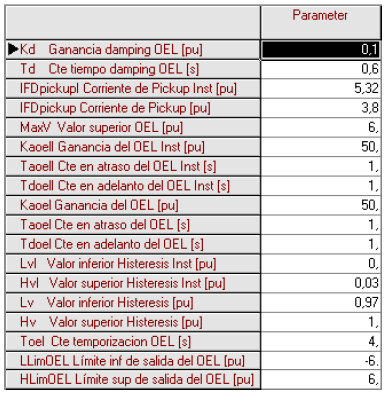 Parameter
Kd Ganancia damping OEL [pu] 0,1
Td Cte tiempo damping OEL [s] 0,6
IFDpickupI Corriente de Pickup Inst [pu] 5,32
IFDpickup Corriente de Pickup [pu] 3,8
MaxV Valor superior OEL [pu] 6,
KaoelI Ganancia del OEL Inst [pu] 50,
TaoelI Cte en atraso del OEL Inst [s] 1,
TdoelI Cte en adelanto del OEL Inst [s] 1,
Kaoel Ganancia del OEL [pu] 50,
Taoel Cte en atraso del OEL [s] 1,
Tdoel Cte en adelanto del OEL [s] 1,
LvI Valor inferior Histeresis Inst [pu] 0,
HvI Valor superior Histeresis Inst [pu] 0,03
Lv Valor inferior Histeresis [pu] 0,97
Hv Valor superior Histeresis [pu] 1,
Toel Cte temporizacion OEL [s] 4,
LLimOEL Límite inf de salida del OEL [pu] -6.
HLimOEL Límite sup de salida del OEL [pu] 6,